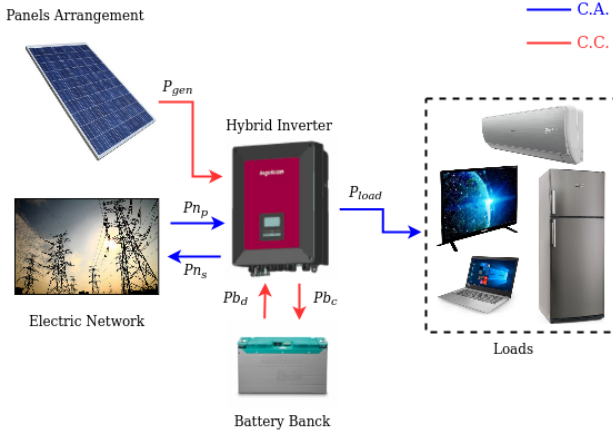 Panels Arrangement
C.A.
C.C.
P_gen
Hybrid Inverter
P_load
Pn_p
Pn_s
Pb_d
Pb_c
Electric Network
Loads
Battery Banck